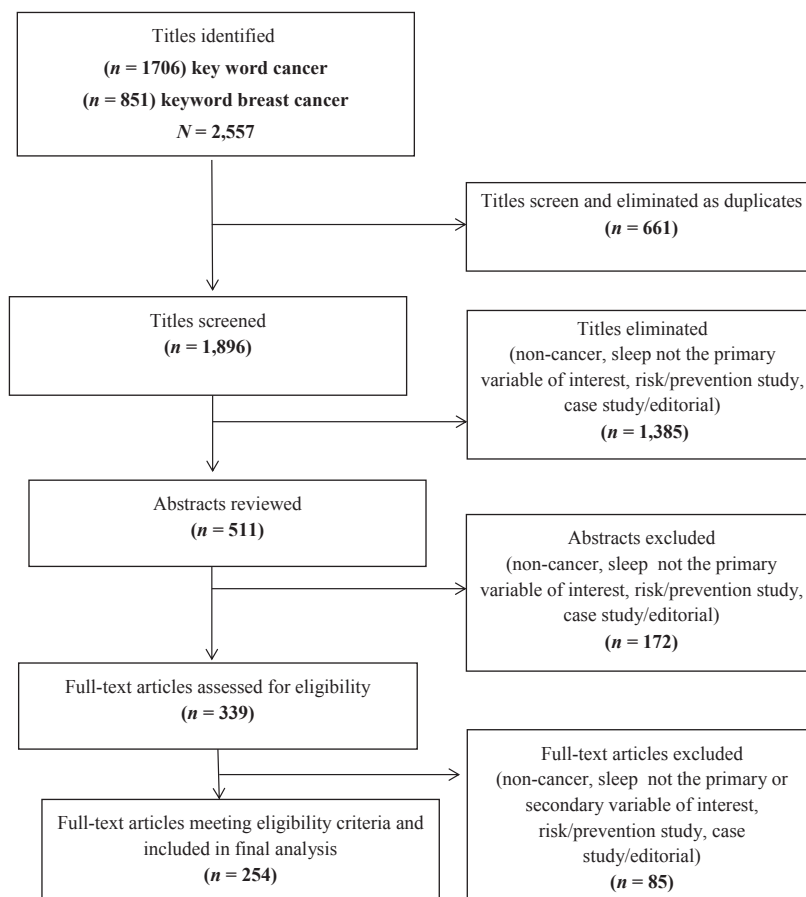 Titles identified
(n = 1706) key word cancer
(n = 851) keyword breast cancer
N = 2,557
Titles screen and eliminated as duplicates
(n = 661)
Titles screened
(n = 1,896)
Titles eliminated
(non-cancer, sleep not the primary
variable of interest, risk/prevention study,
case study/editorial)
(n = 1,385)
Abstracts reviewed
(n = 511)
Abstracts excluded
(non-cancer, sleep not the primary
variable of interest, risk/prevention study,
case study/editorial)
(n = 172)
Full-text articles assessed for eligibility
(n = 339)
Full-text articles excluded
(non-cancer, sleep not the primary or
secondary variable of interest,
risk/prevention study, case
study/editorial)
(n = 85)
Full-text articles meeting eligibility criteria and
included in final analysis
(n = 254)